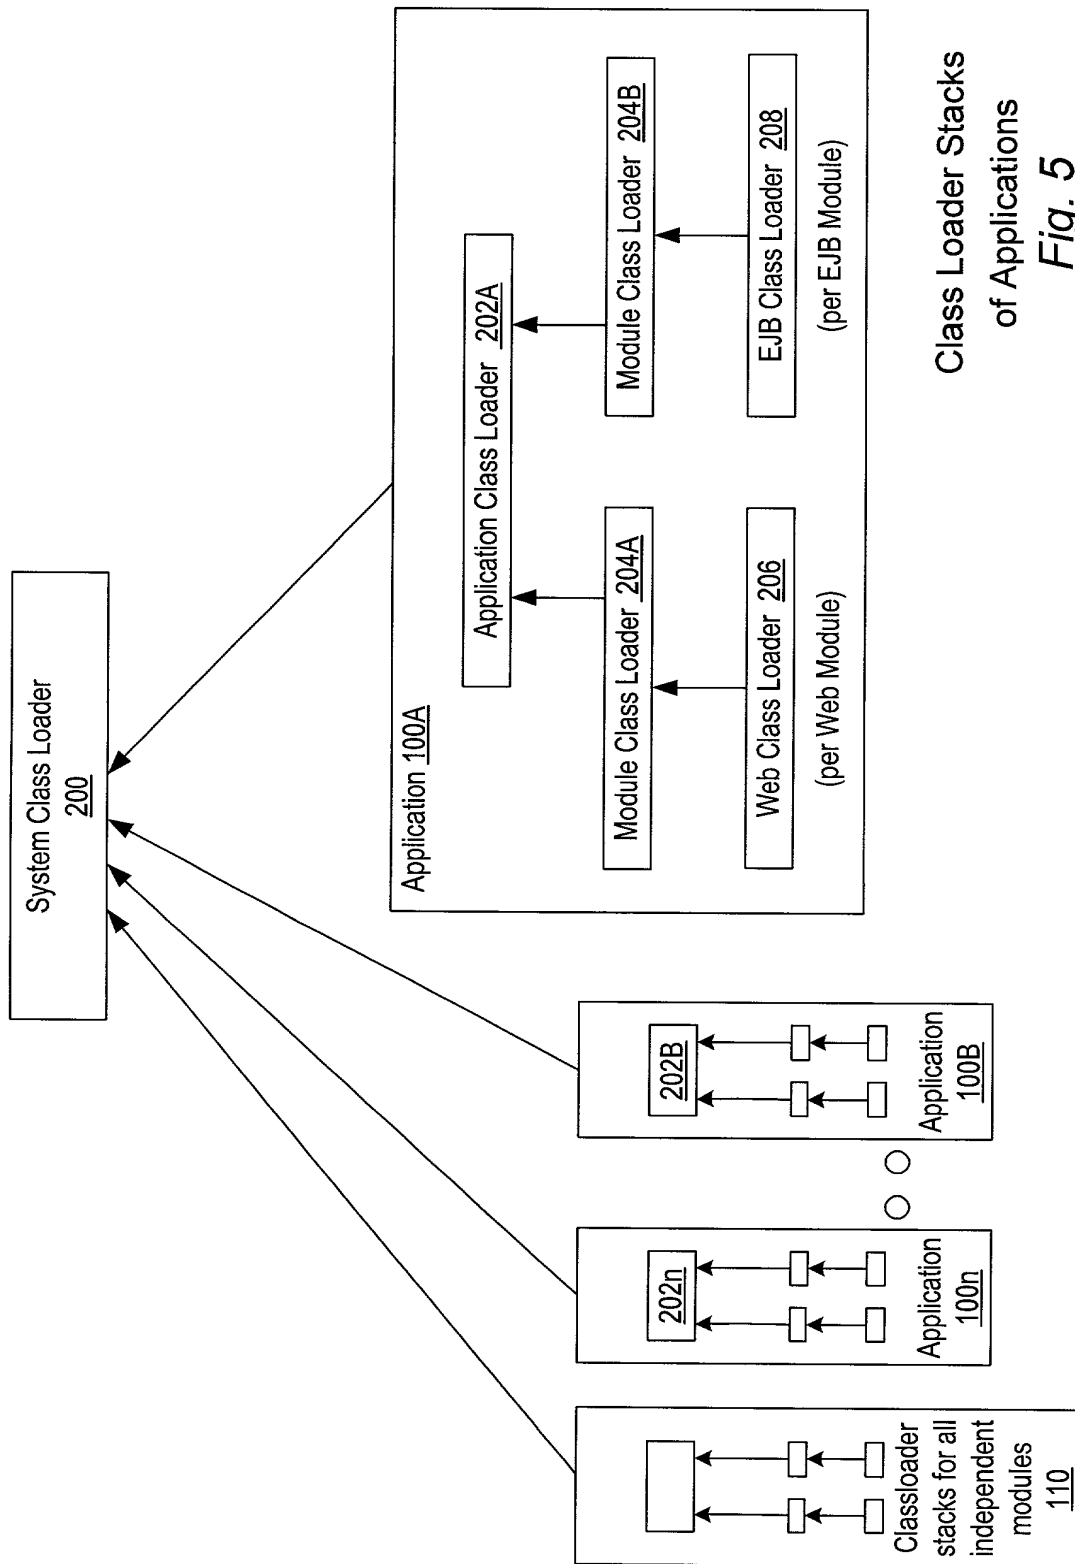 System Class Loader
200
Application 100A
Application Class Loader 202A
Module Class Loader 204A
Module Class Loader 204B
Web Class Loader 206
EJB Class Loader 208
(per Web Module)
(per EJB Module)
202B
Application
100B
202n
Application
100n
Classloader
stacks for all
independent
modules
110
Class Loader Stacks
of Applications
Fig. 5